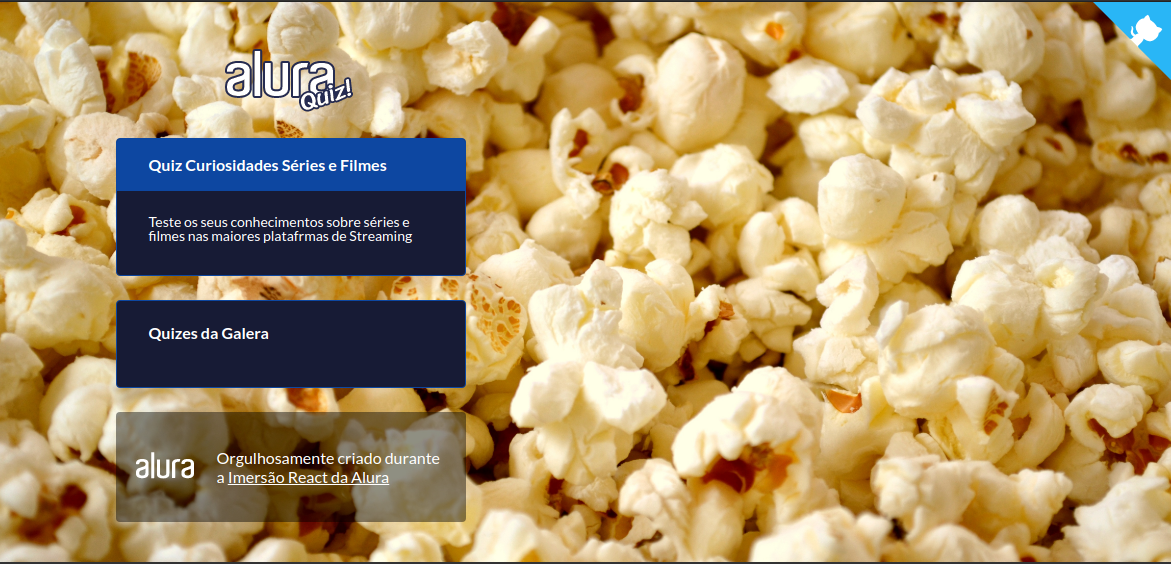 alura
Quiz!
Quiz Curiosidades Séries e Filmes
Teste os seus conhecimentos sobre séries e
filmes nas maiores platafrmas de Streaming
Quizes da Galera
alura
Orgulhosamente criado durante
a Imersão React da Alura